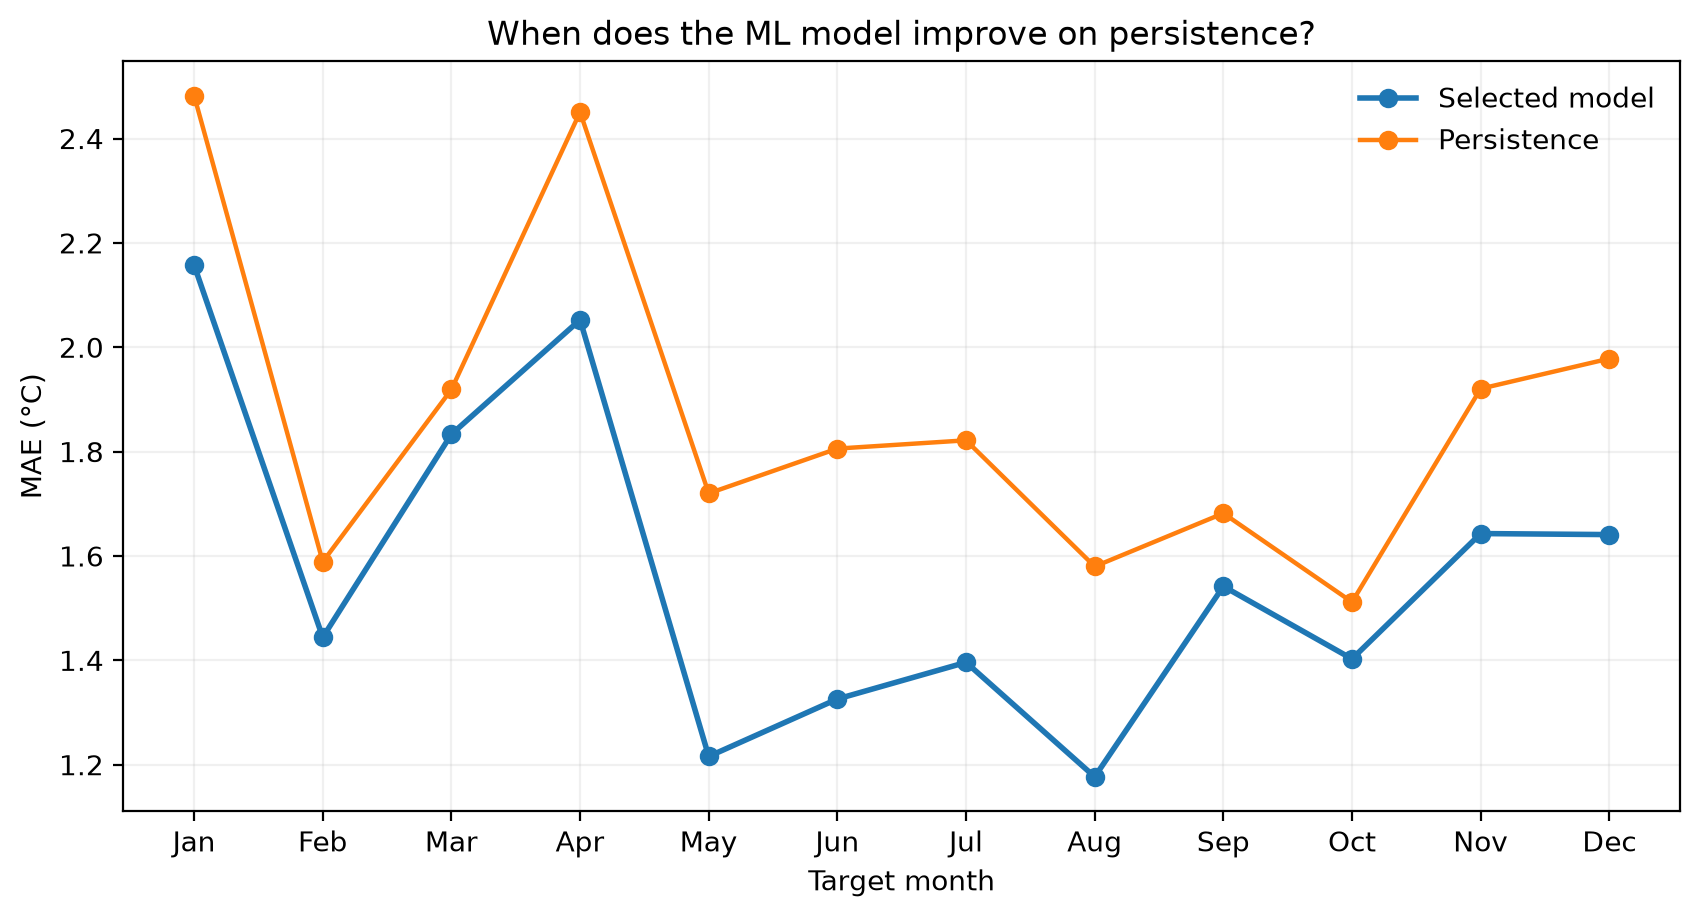 When does the ML model improve on persistence?
Selected model
Persistence
MAE (°C)
2.4
2.2
2.0
1.8
1.6
1.4
1.2
Jan Feb Mar Apr May Jun Jul Aug Sep Oct Nov Dec
Target month